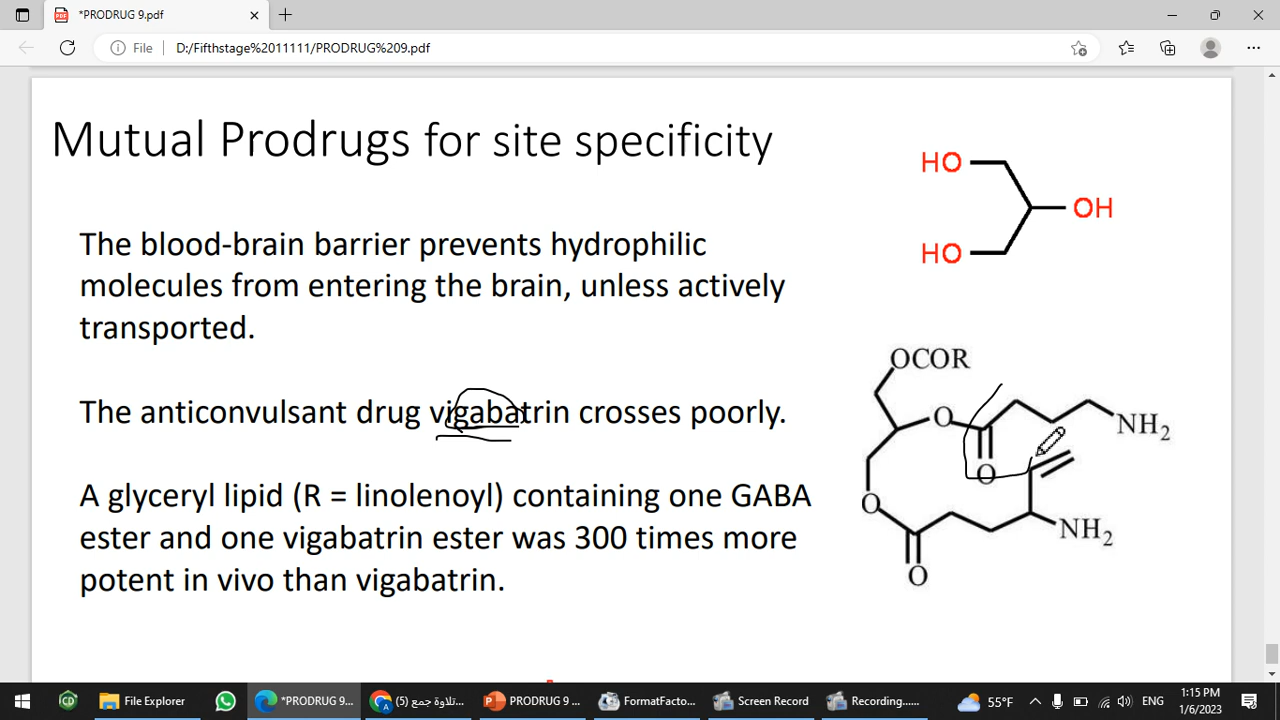 *PRODRUG 9.pdf
File
D:/Fifthstage%2011111/PRODRUG%209.pdf
Mutual Prodrugs for site specificity
HO
OH
HO
The blood-brain barrier prevents hydrophilic
molecules from entering the brain, unless actively
transported.
The anticonvulsant drug vigabatrin crosses poorly.
A glyceryl lipid (R = linolenoyl) containing one GABA
ester and one vigabatrin ester was 300 times more
potent in vivo than vigabatrin.
OCOR
O
NH2
O
O
NH2
O
File Explorer
*PRODRUG 9...
تلاوة جمع (5)
PRODRUG 9 ...
FormatFacto...
Screen Record
Recording......
55°F
ENG
1:15 PM
1/6/2023